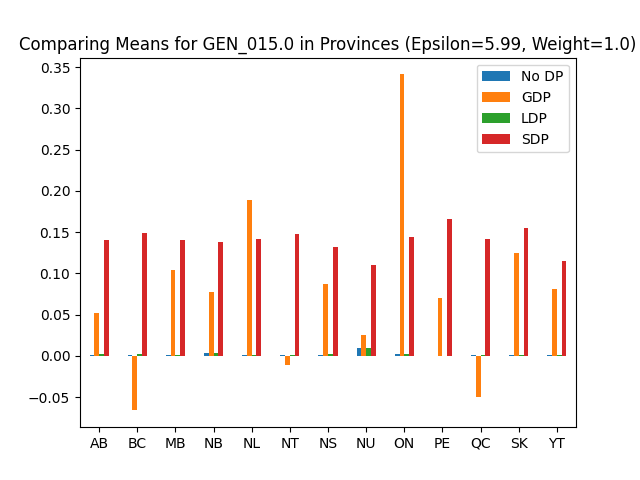 Comparing Means for GEN_015.0 in Provinces (Epsilon=5.99, Weight=1.0)
No DP
GDP
LDP
SDP
0.35
0.30
0.25
0.20
0.15
0.10
0.05
0.00
−0.05
AB BC MB NB NL NT NS NU ON PE QC SK YT